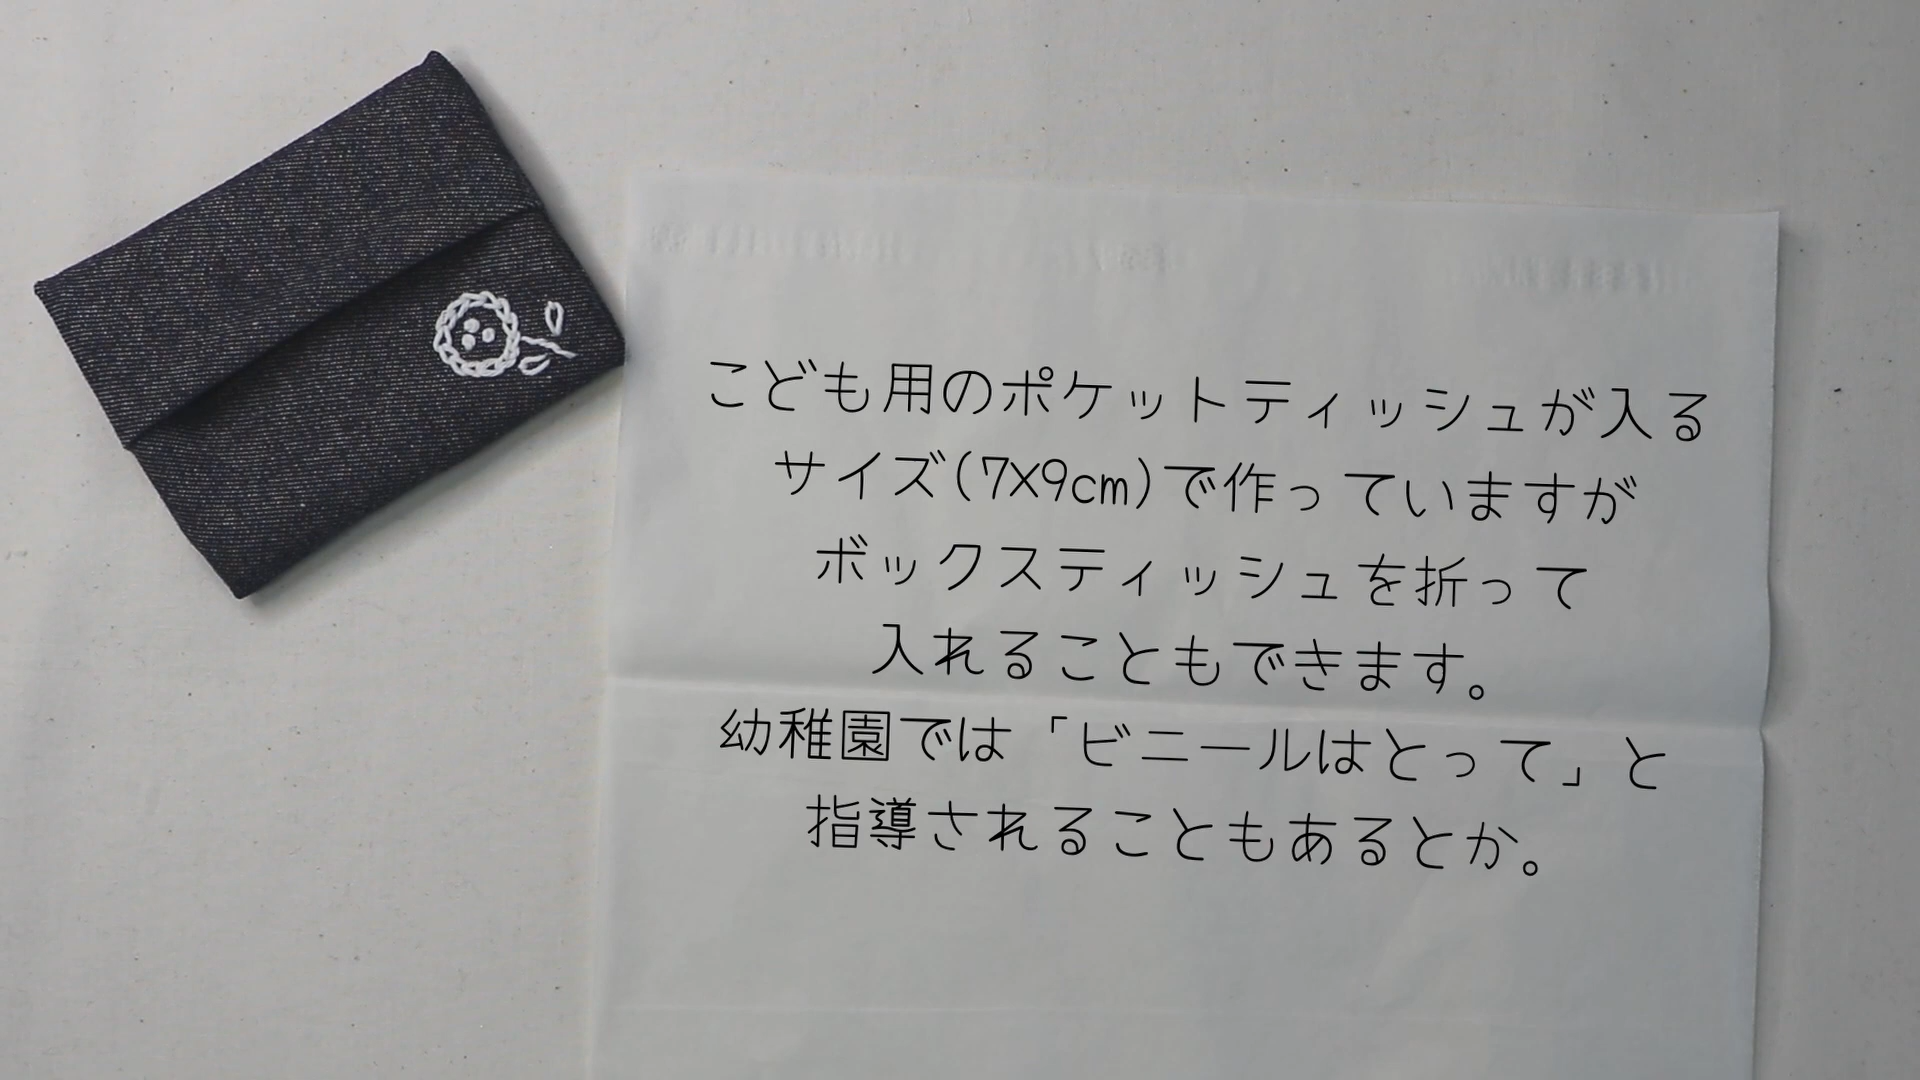 こども用のポケットティッシュが入る
サイズ(7X9cm)で作っていますが
ボックスティッシュを折って
入れることもできます。
幼稚園では「ビニールはとって」と
指導されることもあるとか。